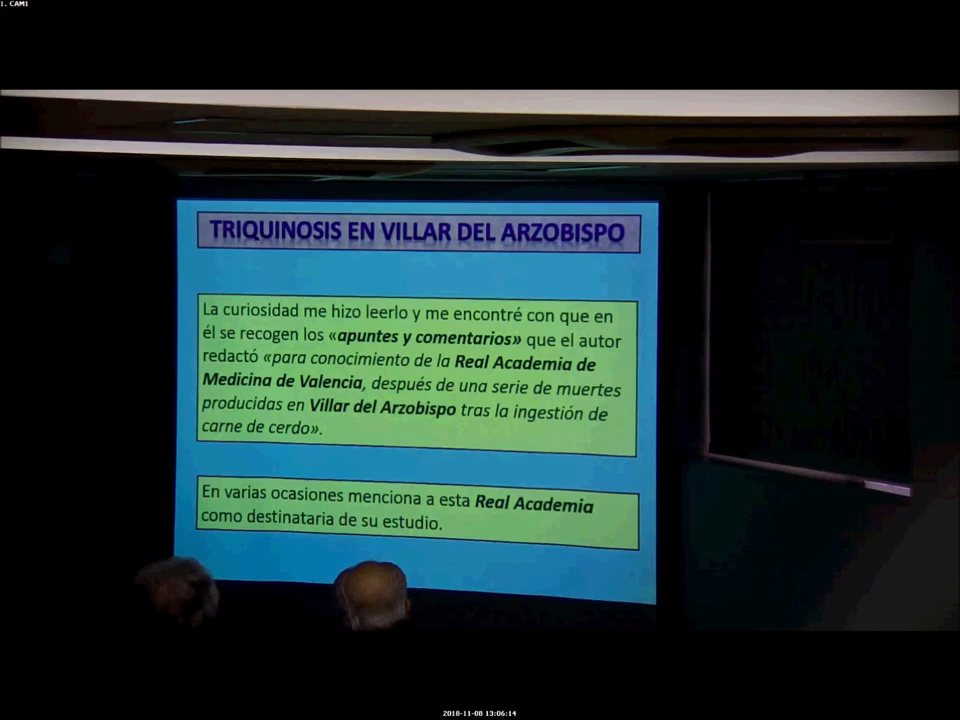 1. CAM1
TRIQUINOSIS EN VILLAR DEL ARZOBISPO
La curiosidad me hizo leerlo y me encontré con que en
él se recogen los «apuntes y comentarios» que el autor
redactó «para conocimiento de la Real Academia de
Medicina de Valencia, después de una serie de muertes
producidas en Villar del Arzobispo tras la ingestión de
carne de cerdo».
En varias ocasiones menciona a esta Real Academia
como destinataria de su estudio.
2018-11-08 13:06:14